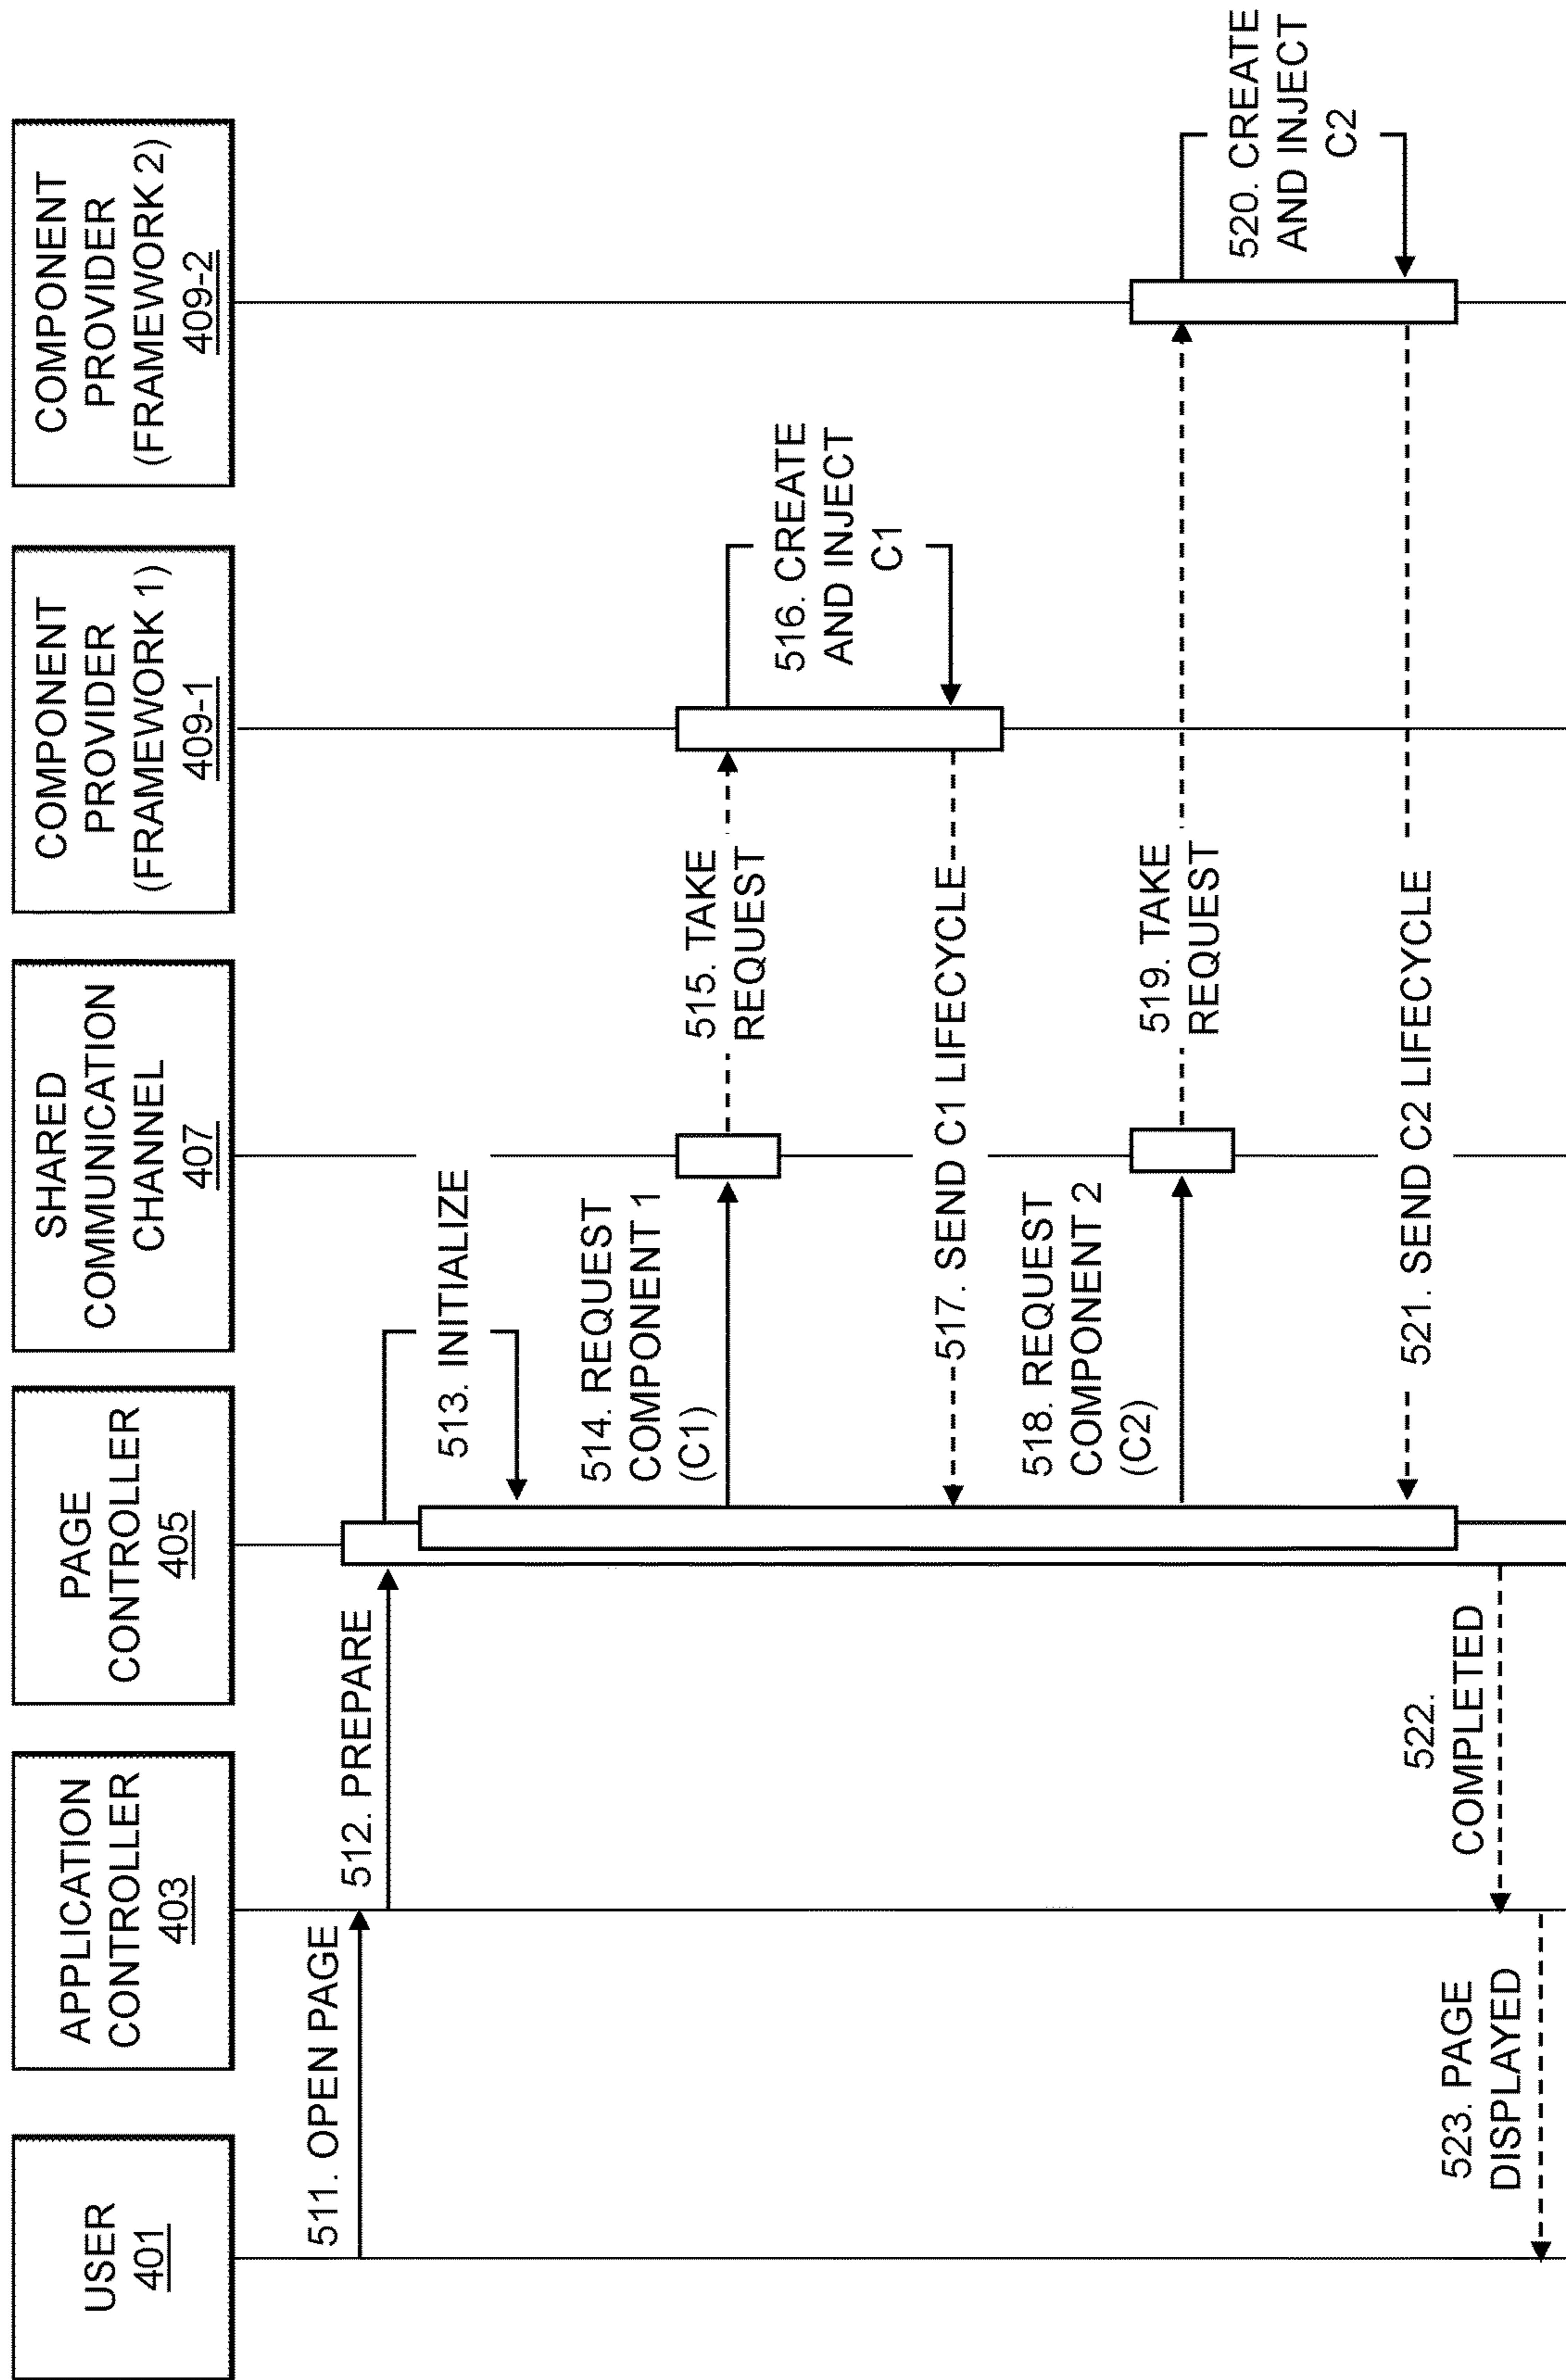 USER
401
APPLICATION
CONTROLLER
403
PAGE
CONTROLLER
405
SHARED
COMMUNICATION
CHANNEL
407
COMPONENT
PROVIDER
(FRAMEWORK 1)
409-1
COMPONENT
PROVIDER
(FRAMEWORK 2)
409-2
511. OPEN PAGE
512. PREPARE
513. INITIALIZE
514. REQUEST
COMPONENT 1
(C1)
515. TAKE
REQUEST
516. CREATE
AND INJECT
C1
517. SEND C1 LIFECYCLE
518. REQUEST
COMPONENT 2
(C2)
519. TAKE
REQUEST
520. CREATE
AND INJECT
C2
521. SEND C2 LIFECYCLE
522.
COMPLETED
523. PAGE
DISPLAYED